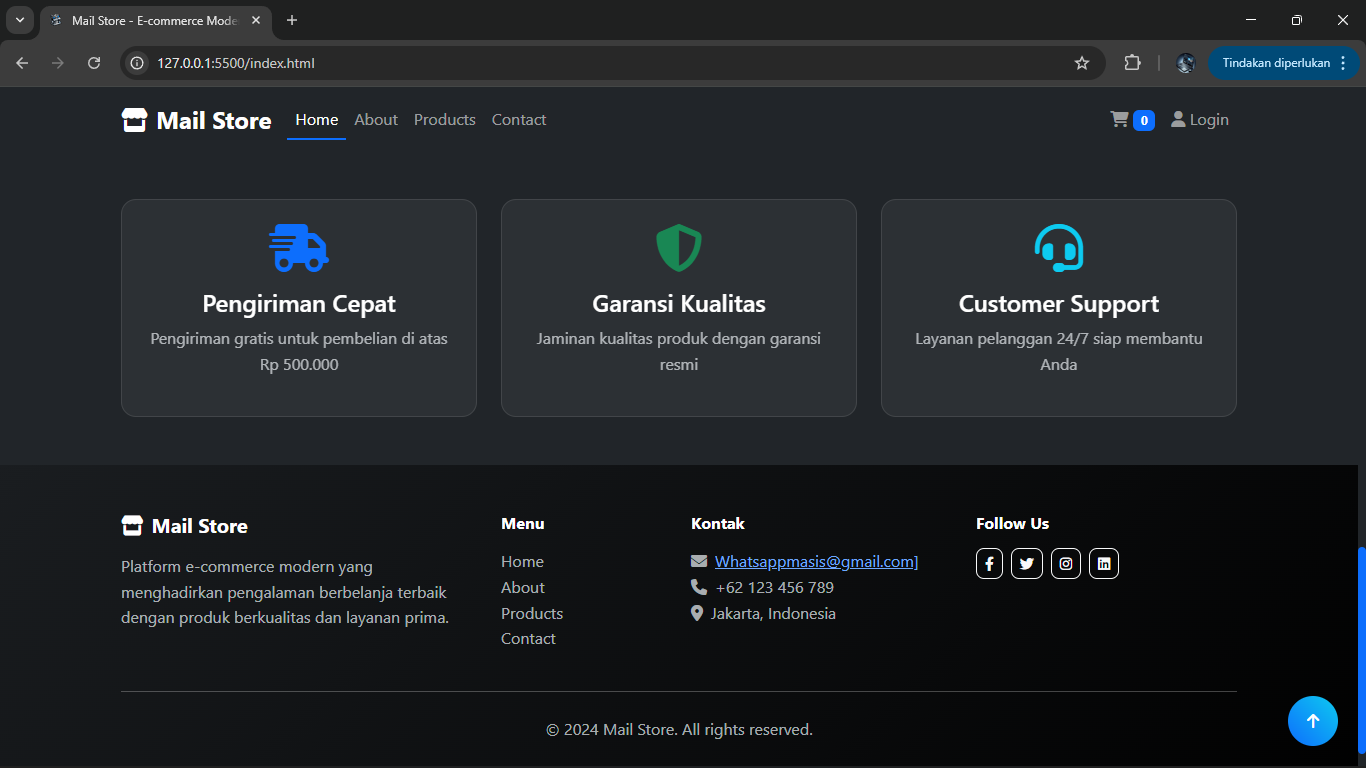 Mail Store - E-commerce Mode
127.0.0.1:5500/index.html
Tindakan diperlukan
Mail Store
Home
About
Products
Contact
0
Login
Pengiriman Cepat
Pengiriman gratis untuk pembelian di atas
Rp 500.000
Garansi Kualitas
Jaminan kualitas produk dengan garansi
resmi
Customer Support
Layanan pelanggan 24/7 siap membantu
Anda
Mail Store
Platform e-commerce modern yang
menghadirkan pengalaman berbelanja terbaik
dengan produk berkualitas dan layanan prima.
Menu
Home
About
Products
Contact
Kontak
Whatsappmasis@gmail.com]
+62 123 456 789
Jakarta, Indonesia
Follow Us
© 2024 Mail Store. All rights reserved.